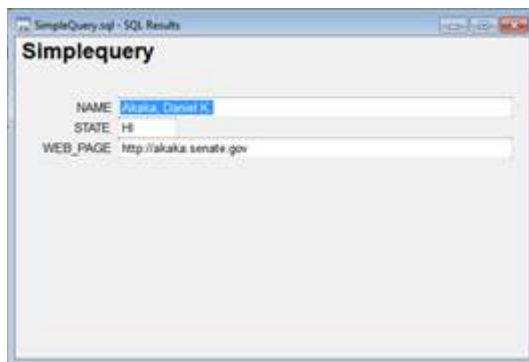 SimpleQuery.sql - SQL Results
Simplequery
NAME Akaka, Daniel K.
STATE HI
WEB_PAGE http://akaka.senate.gov